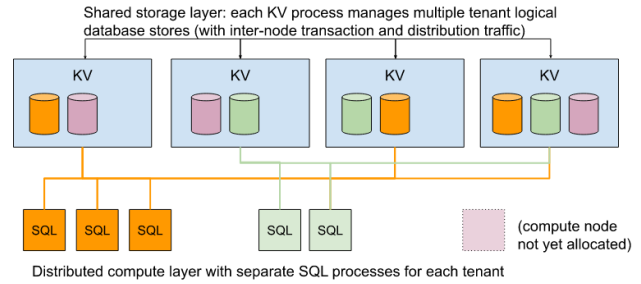 Shared storage layer: each KV process manages multiple tenant logical
database stores (with inter-node transaction and distribution traffic)
KV
KV
KV
KV
SQL
SQL
SQL
SQL
SQL
(compute node
not yet allocated)
Distributed compute layer with separate SQL processes for each tenant